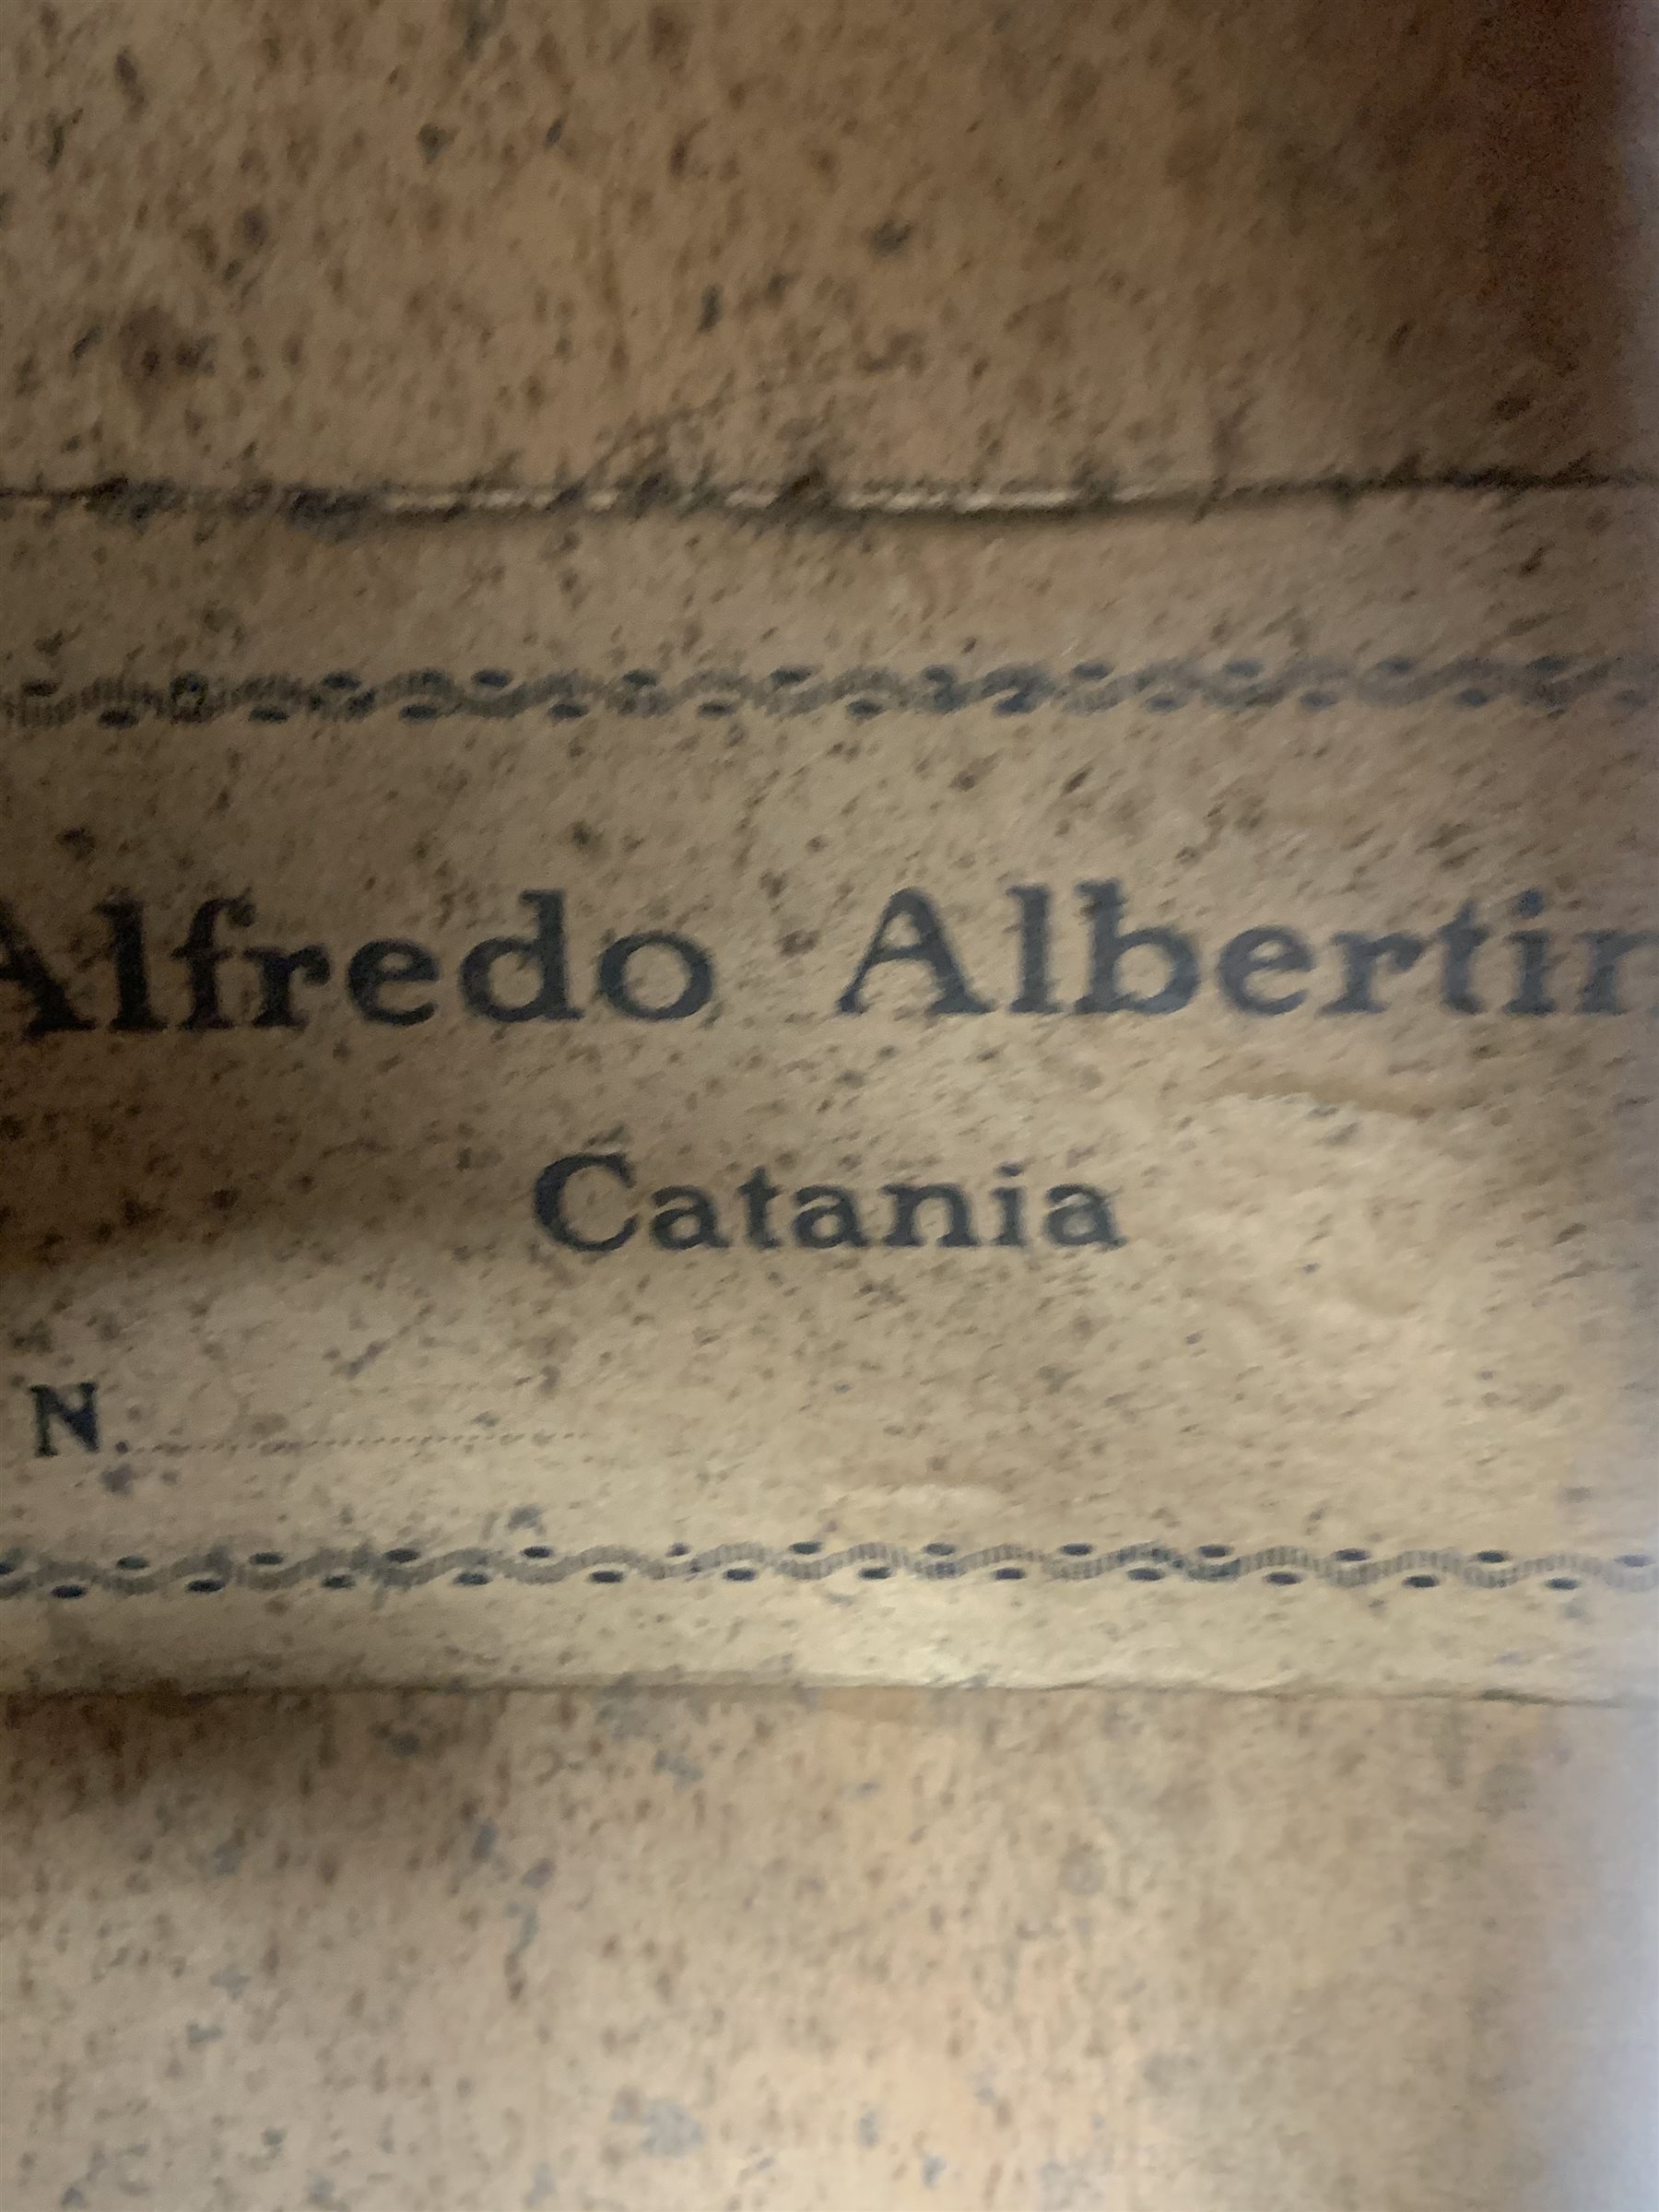 Alfredo Albertin
Catania
N.